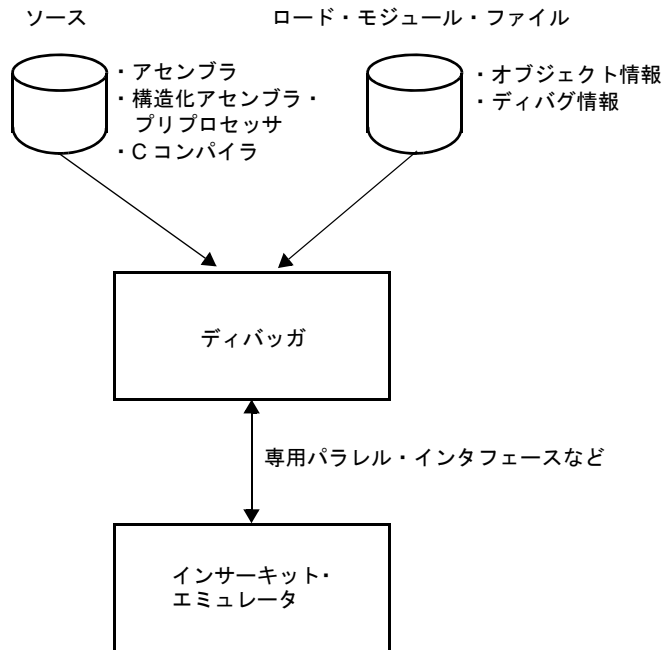 ソース
ロード・モジュール・ファイル
・アセンブラ
・構造化アセンブラ・
プリプロセッサ
・C コンパイラ
・オブジェクト情報
・ディバグ情報
ディバッガ
専用パラレル・インタフェースなど
インサーキット・
エミュレータ